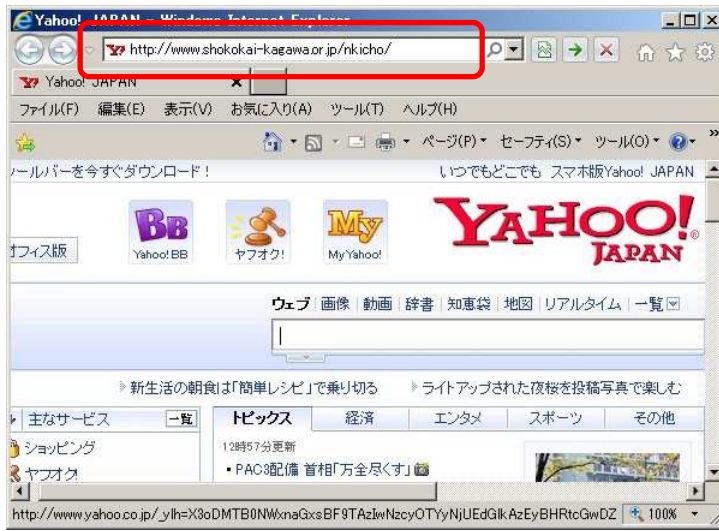 Yahoo! JAPAN - Windows Internet Explorer
http://www.shokokai-kagawa.or.jp/nkicho/
Yahoo! JAPAN
ファイル(F) 編集(E) 表示(V) お気に入り(A) ツール(T) ヘルプ(H)
ページ(P) セーフティ(S) ツール(O)
ールバーを今すぐダウンロード! いつでもどこでも スマホ版Yahoo! JAPAN
BB My YAHOO! JAPAN
オフィス版 Yahoo! BB ヤフオク! My Yahoo!
ウェブ 画像 動画 辞書 知恵袋 地図 リアルタイム 一覧
新生活の朝食は「簡単レシピ」で乗り切る ライトアップされた夜桜を投稿写真で楽しむ
主なサービス 一覧 トピックス 経済 エンタメ スポーツ その他
ショッピング 12時57分更新
ヤフオク! ・PAC3配備 首相「万全尽くす」
http://www.yahoo.co.jp/_ylh=X3oDMTB0NWxnaGxsBF9TAzIwNzcyOTYyNjUEdGlkAzEyBHRtcGwDZ 100%